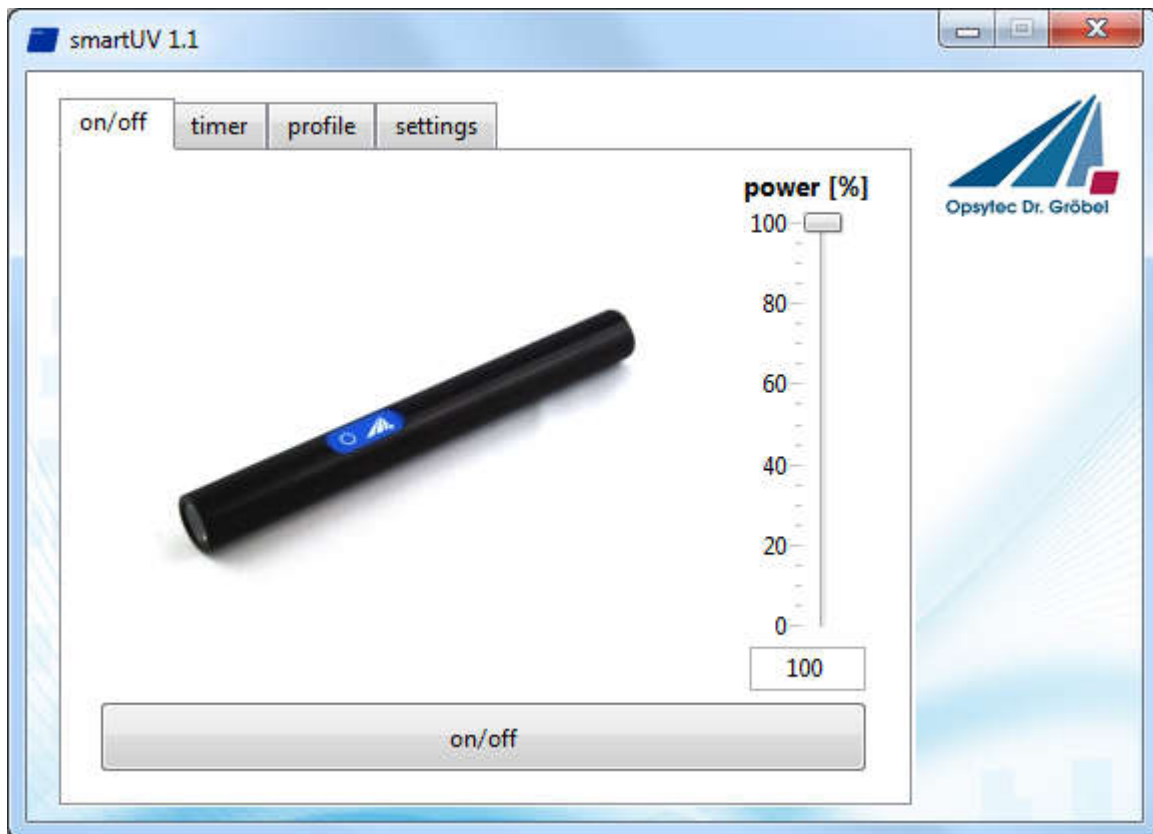 smartUV 1.1
on/off timer profile settings
Opsytec Dr. Gröbel
power [%]
100
80
60
40
20
0
100
on/off